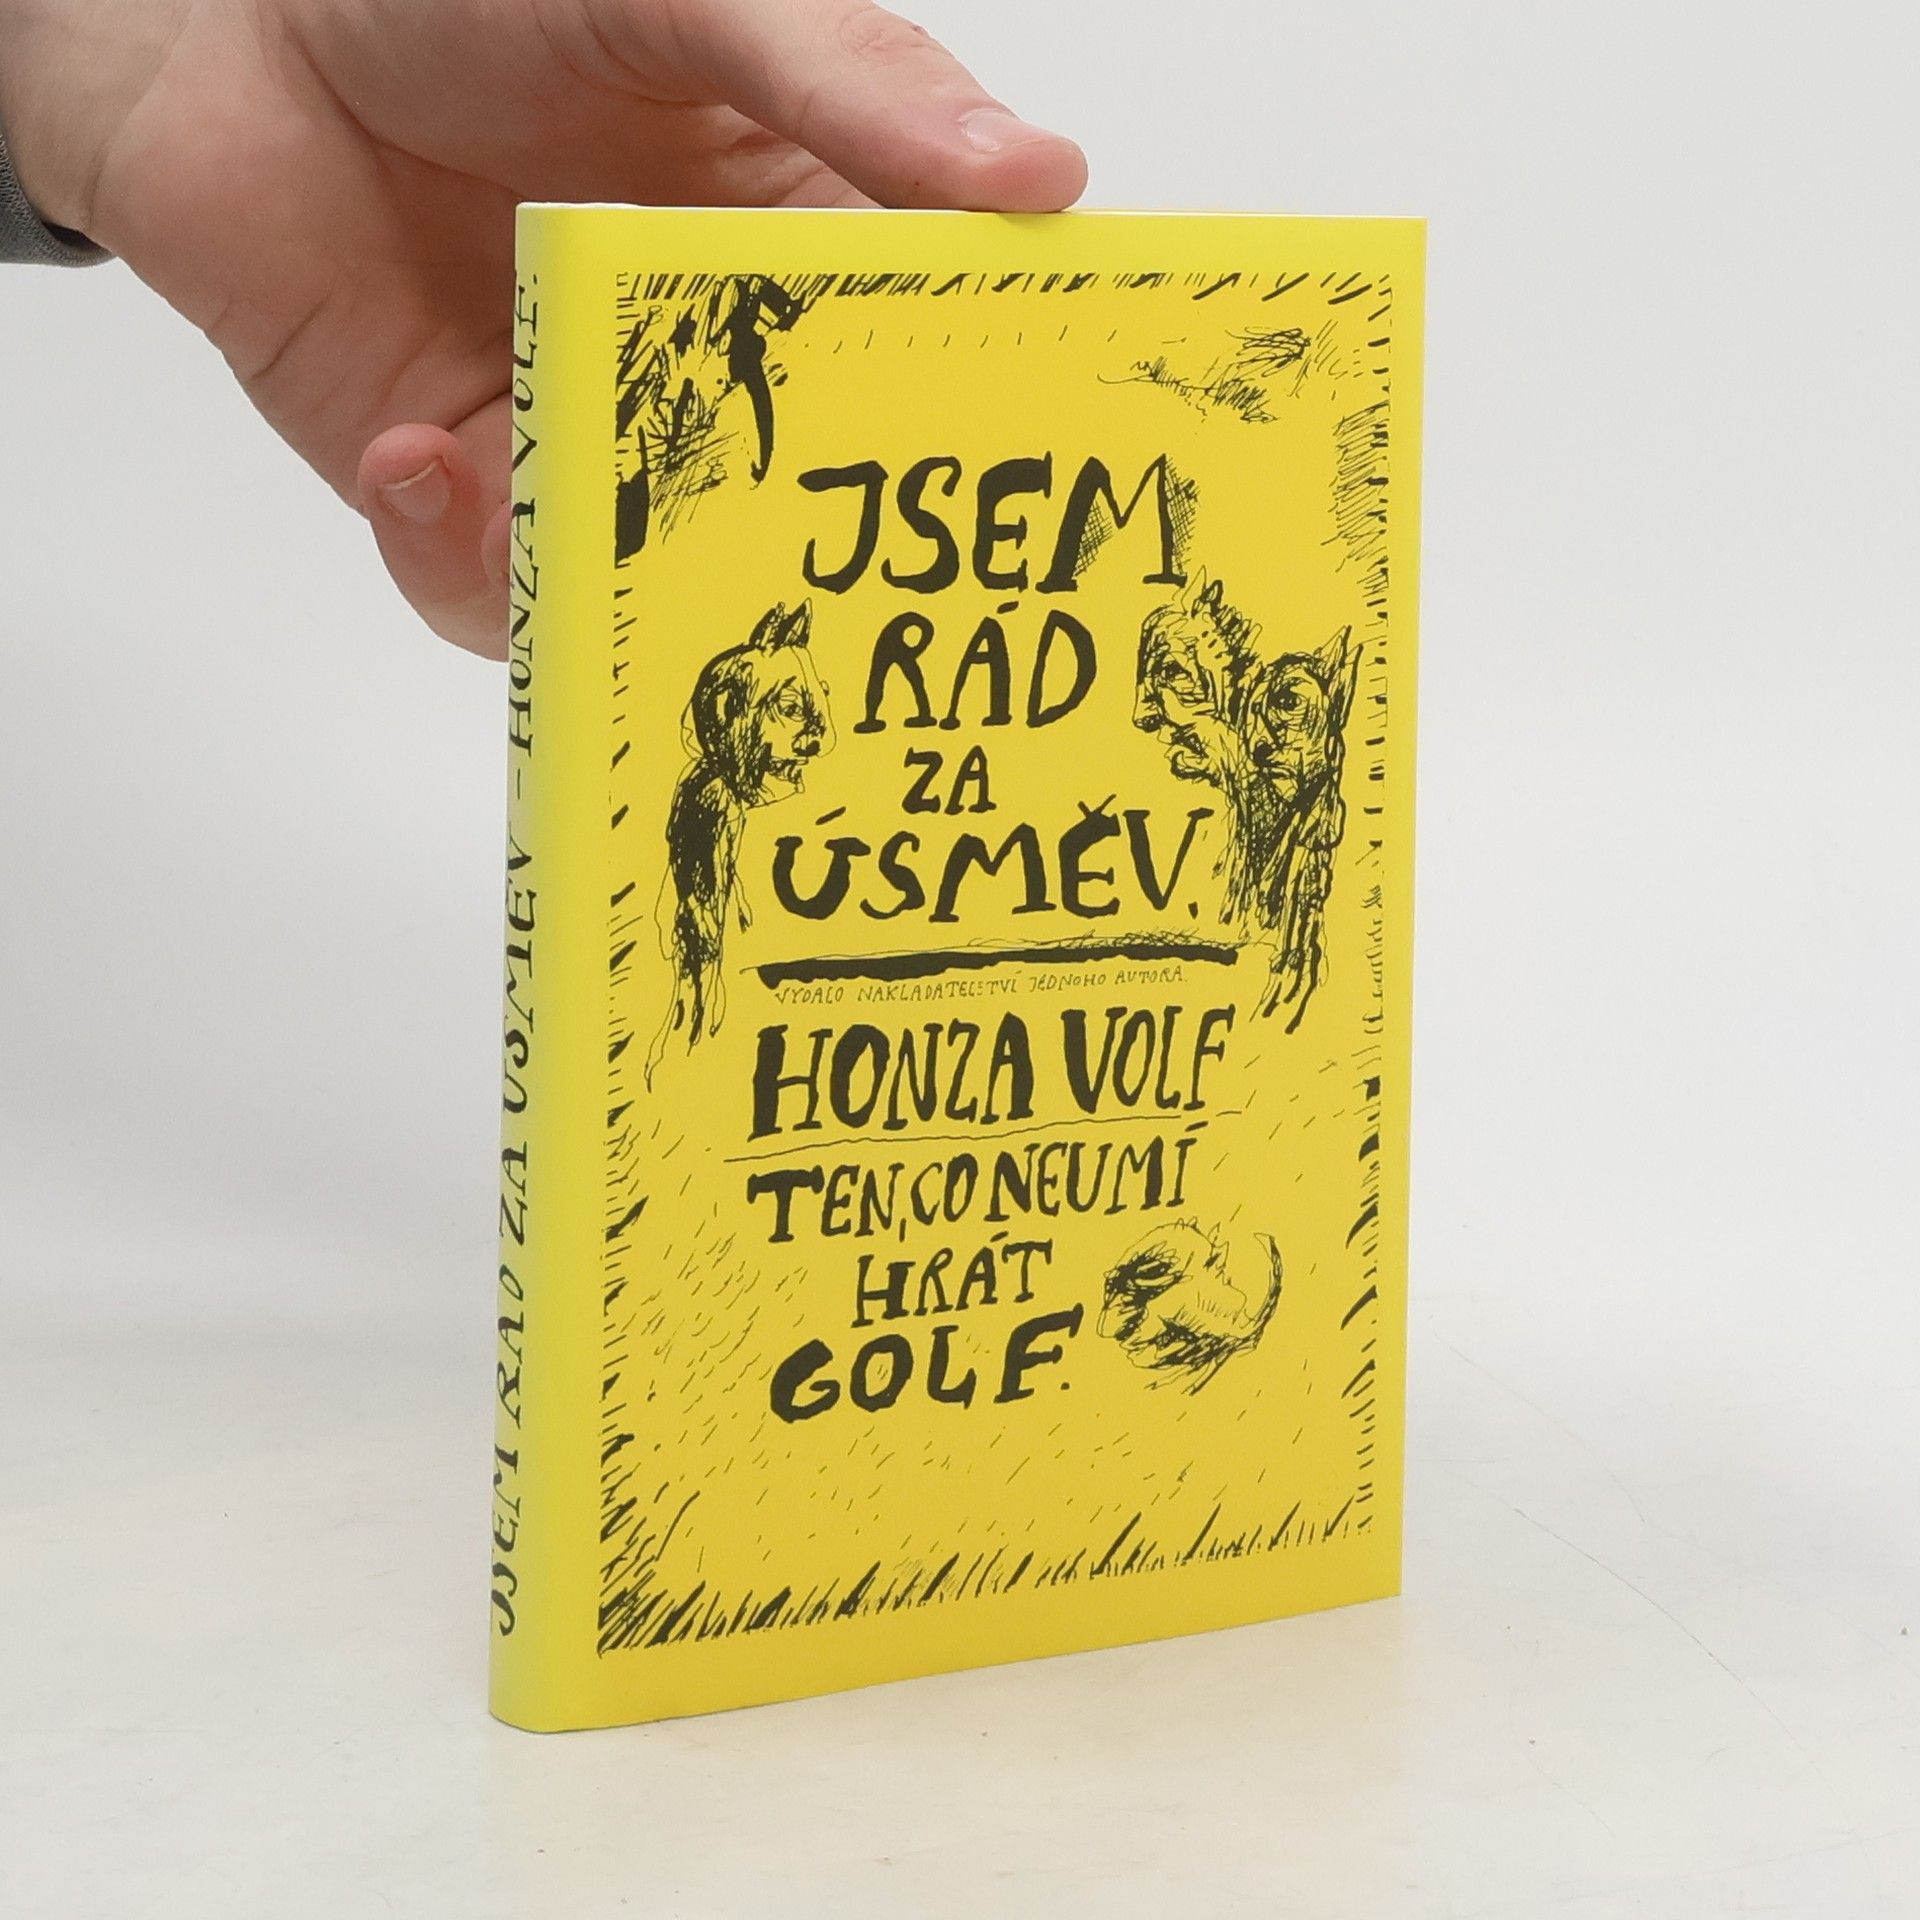 JSEM RÁD ZA ÚSMĚV - HONZA VOLF.
JSEM
RÁD
ZA
ÚSMĚV.
VYDALO NAKLADATELSTVÍ JEDNOHO AUTORA.
HONZA VOLF
TEN, CO NEUMÍ
HRÁT
GOLF.